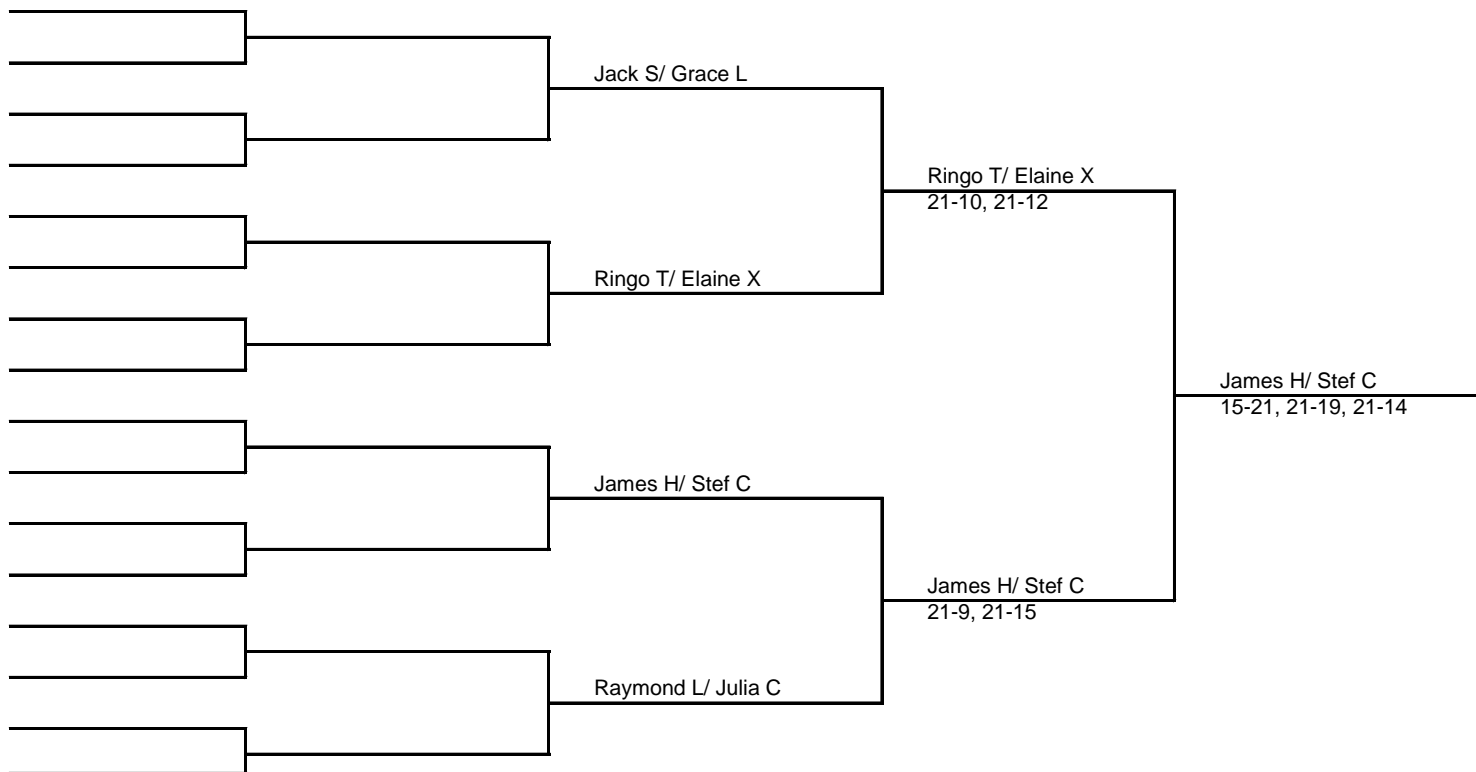 Jack S/ Grace L
Ringo T/ Elaine X
21-10, 21-12
Ringo T/ Elaine X
James H/ Stef C
15-21, 21-19, 21-14
James H/ Stef C
James H/ Stef C
21-9, 21-15
Raymond L/ Julia C